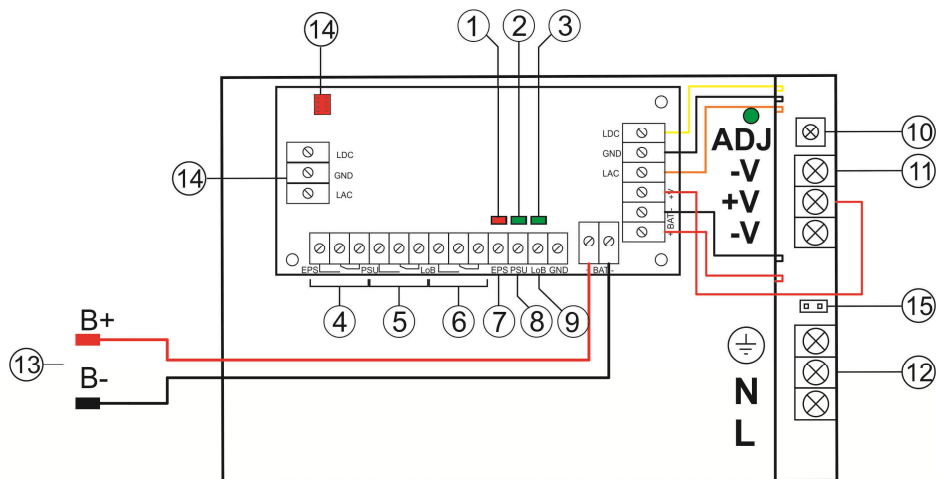 1 2 3
14
10
LDC
GND
LAC
+V
- BAT +
ADJ
-V
+V
-V
11
14
LDC
GND
LAC
EPS PSU LoB EPS PSU LoB GND + BAT -
4 5 6 7 8 9
15
B+
13
B-
N
L
12